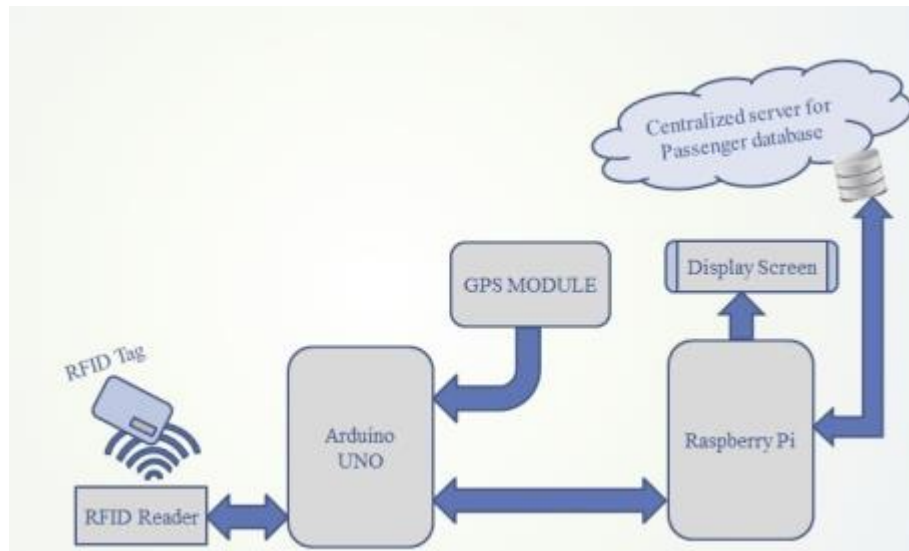 Centralized server for
Passenger database
GPS MODULE
Display Screen
RFID Tag
Arduino
UNO
Raspberry Pi
RFID Reader